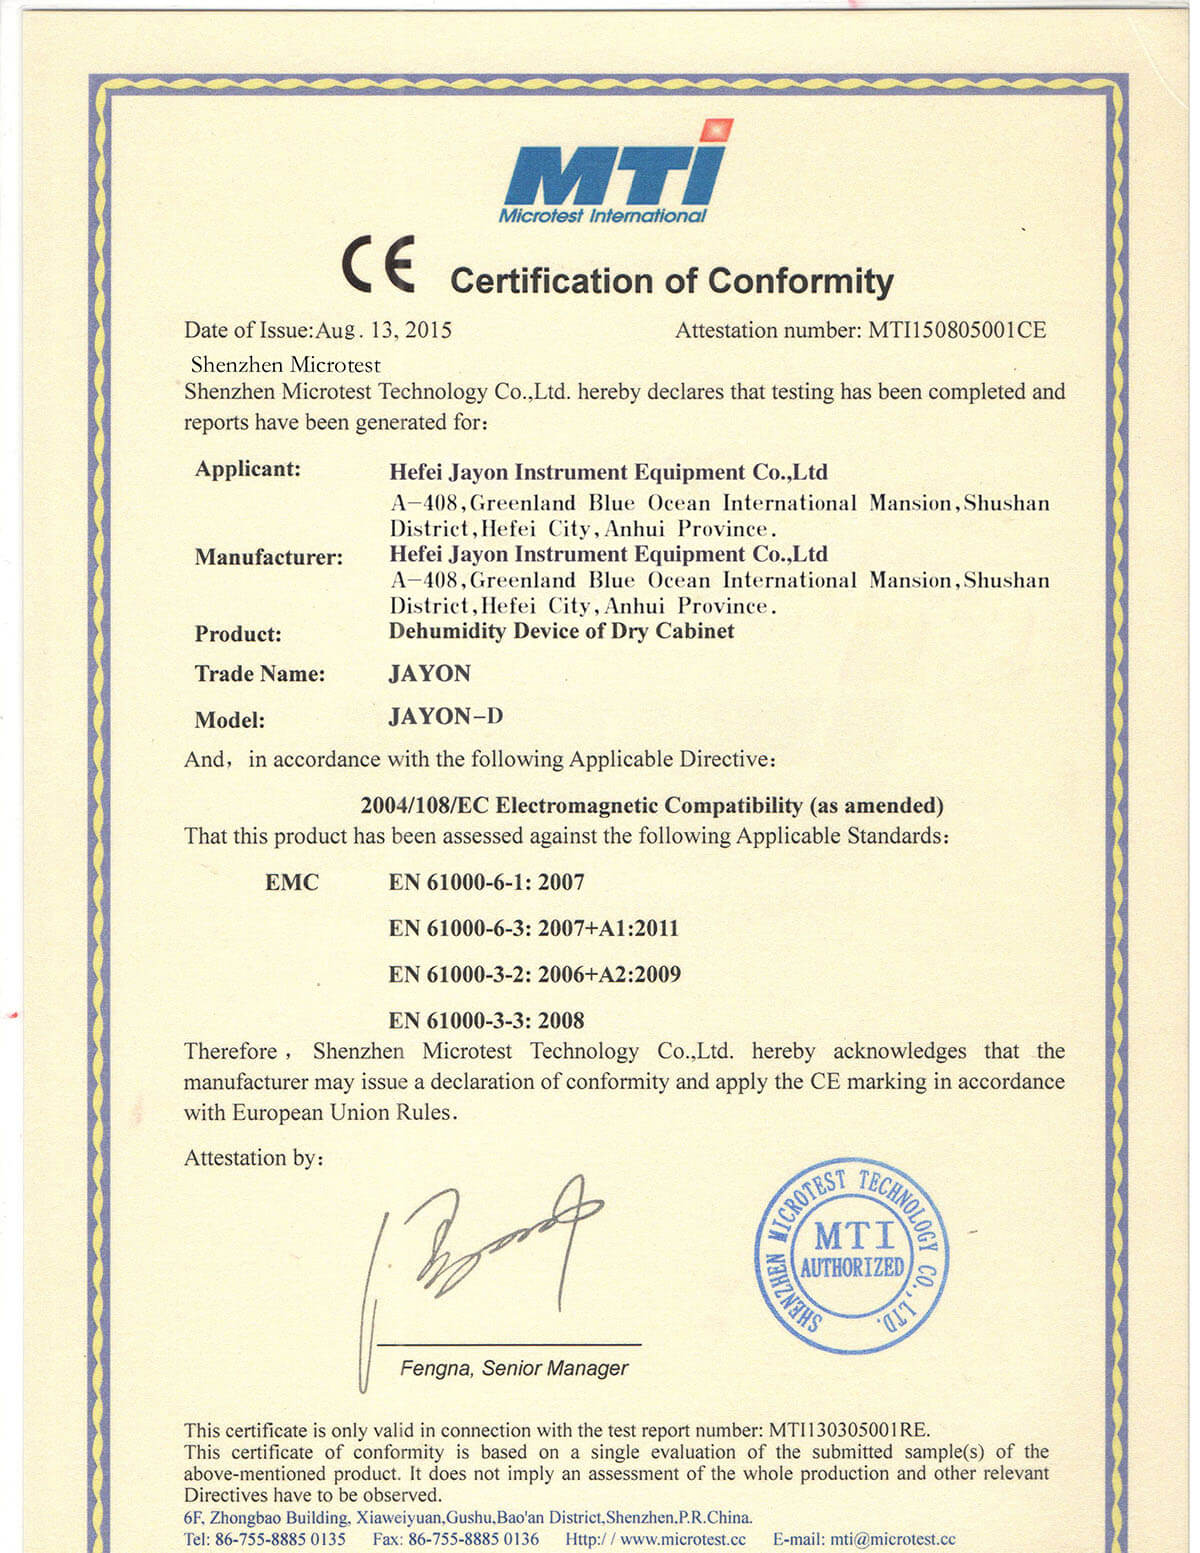 MTi
Microtest International
CE Certification of Conformity
Date of Issue:Aug. 13, 2015 Attestation number: MTI150805001CE
Shenzhen Microtest
Shenzhen Microtest Technology Co.,Ltd. hereby declares that testing has been completed and
reports have been generated for:
Applicant: Hefei Jayon Instrument Equipment Co.,Ltd
A-408,Greenland Blue Ocean International Mansion,Shushan
District,Hefei City,Anhui Province.
Manufacturer: Hefei Jayon Instrument Equipment Co.,Ltd
A-408,Greenland Blue Ocean International Mansion,Shushan
District,Hefei City,Anhui Province.
Product: Dehumidity Device of Dry Cabinet
Trade Name: JAYON
Model: JAYON-D
And, in accordance with the following Applicable Directive:
2004/108/EC Electromagnetic Compatibility (as amended)
That this product has been assessed against the following Applicable Standards:
EMC EN 61000-6-1: 2007
EN 61000-6-3: 2007+A1:2011
EN 61000-3-2: 2006+A2:2009
EN 61000-3-3: 2008
Therefore, Shenzhen Microtest Technology Co.,Ltd. hereby acknowledges that the
manufacturer may issue a declaration of conformity and apply the CE marking in accordance
with European Union Rules.
Attestation by:
SHENZHEN MICROTEST TECHNOLOGY CO., LTD.
MTI
AUTHORIZED
Fengna, Senior Manager
This certificate is only valid in connection with the test report number: MTI130305001RE.
This certificate of conformity is based on a single evaluation of the submitted sample(s) of the
above-mentioned product. It does not imply an assessment of the whole production and other relevant
Directives have to be observed.
6F, Zhongbao Building, Xiaweiyuan,Gushu,Bao'an District,Shenzhen,P.R.China.
Tel: 86-755-8885 0135 Fax: 86-755-8885 0136 Http:/ / www.microtest.cc E-mail: mti@microtest.cc